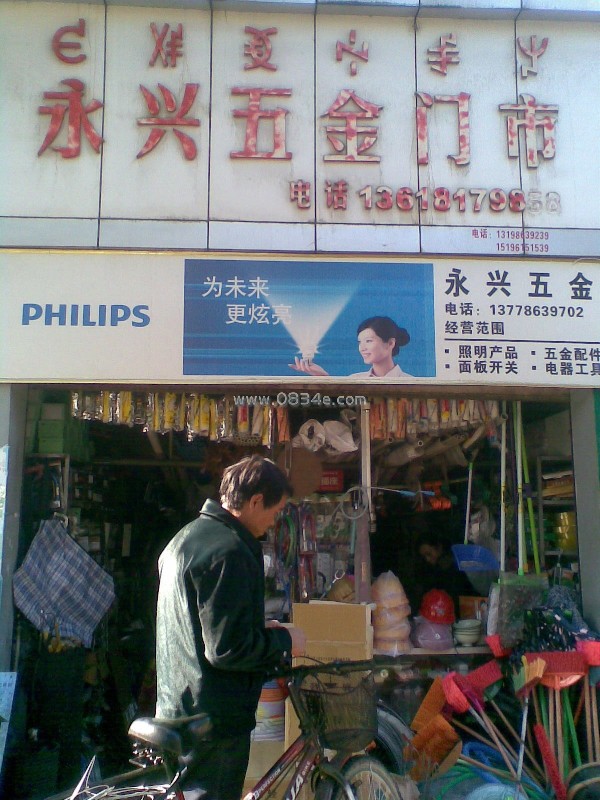 永兴五金门市
电话
电话：13198639239
15196151539
PHILIPS
为未来
更炫亮
永兴五金
电话：13778639702
经营范围
▪ 照明产品 ▪ 五金配件
▪ 面板开关 ▪ 电器工具
www.0834e.com